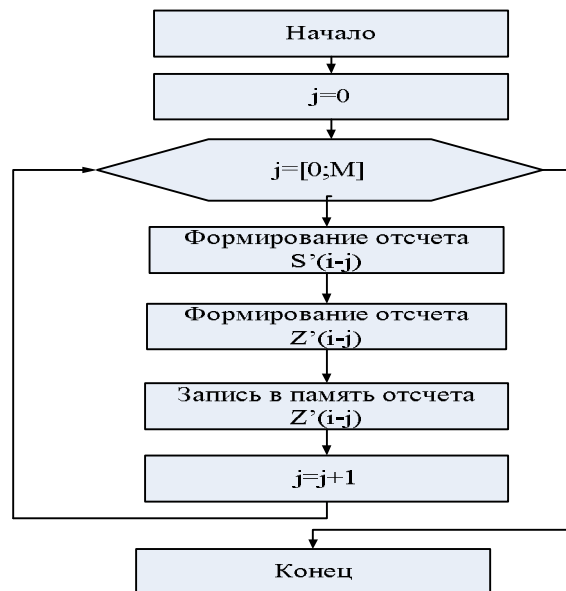 Начало
j=0
j=[0;M]
Формирование отсчета
S’(i-j)
Формирование отсчета
Z’(i-j)
Запись в память отсчета
Z’(i-j)
j=j+1
Конец